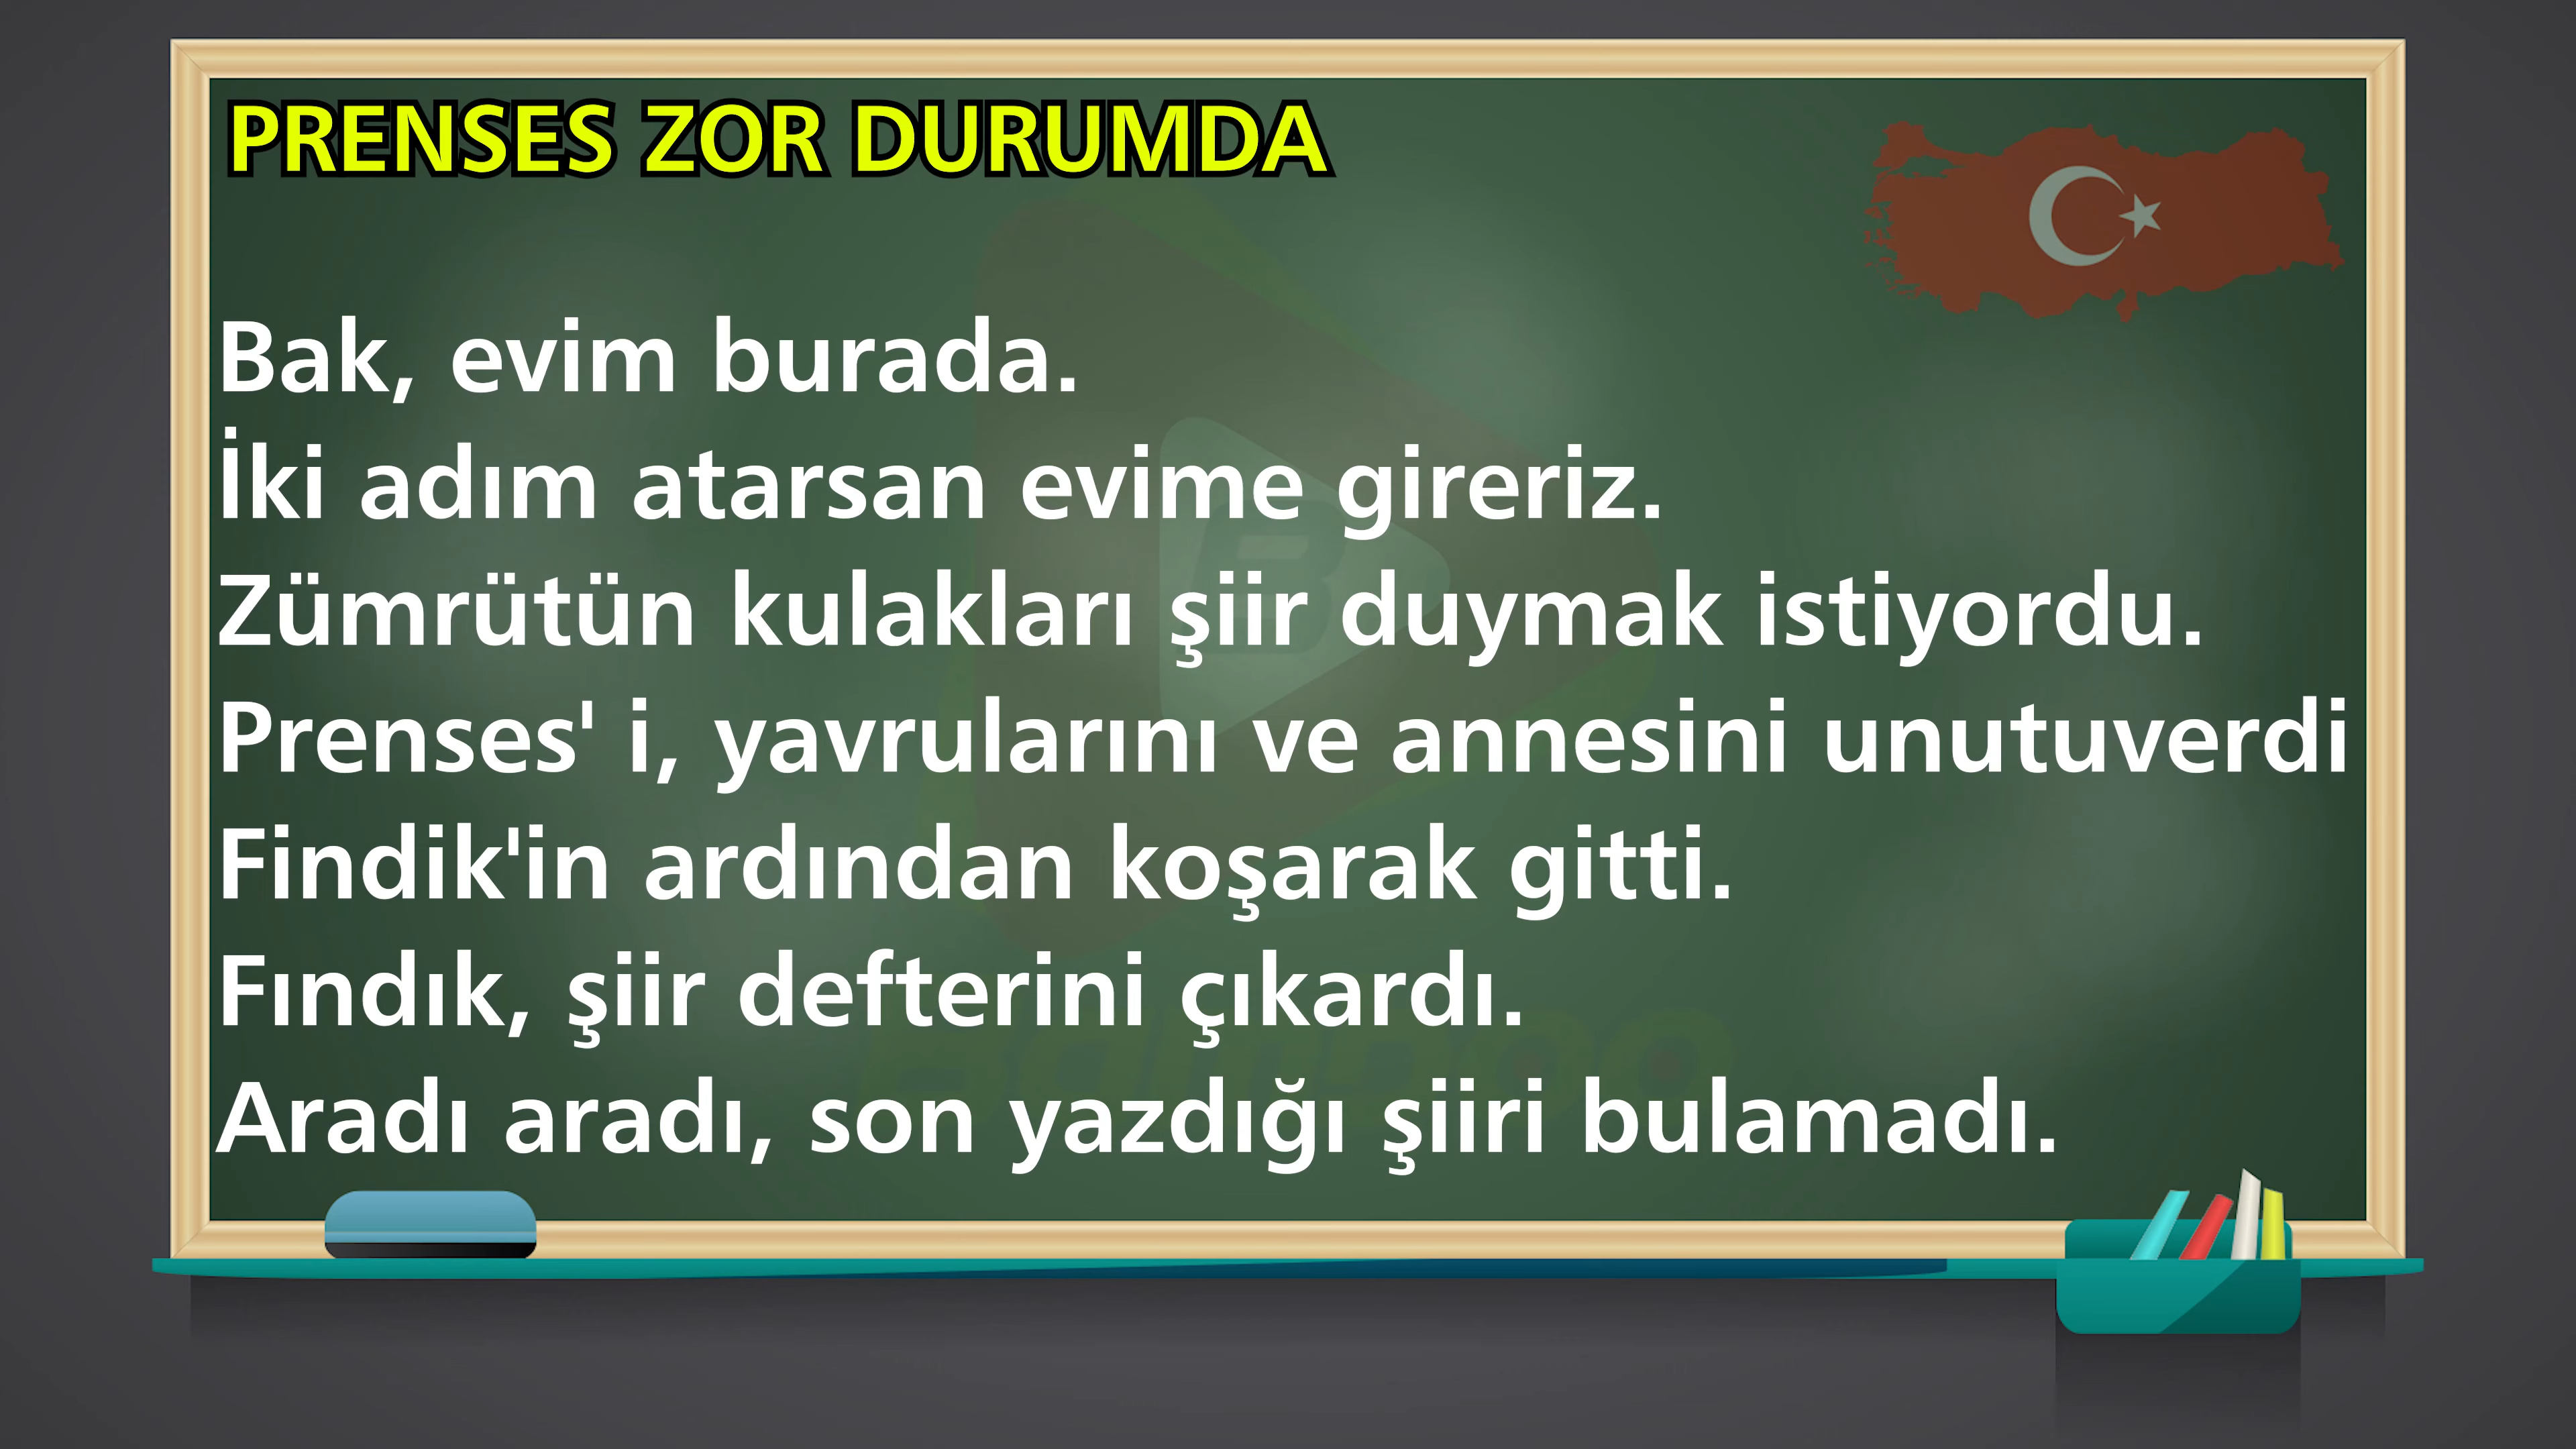 PRENSES ZOR DURUMDA
Bak, evim burada.
İki adım atarsan evime gireriz.
Zümrütün kulakları şiir duymak istiyordu.
Prenses' i, yavrularını ve annesini unutuverdi
Findik'in ardından koşarak gitti.
Fındık, şiir defterini çıkardı.
Aradı aradı, son yazdığı şiiri bulamadı.